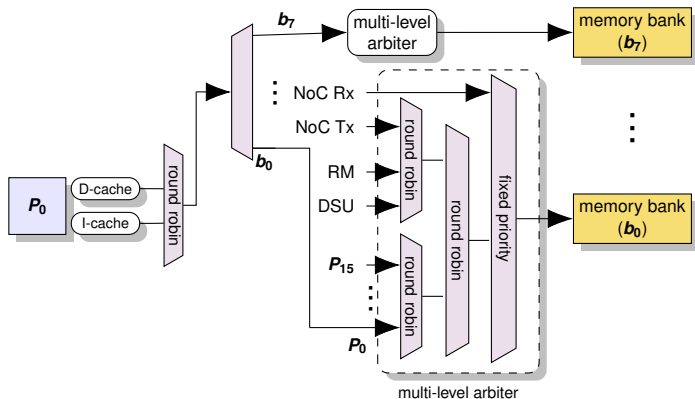 b7
multi-level
arbiter
memory bank
(b7)
NoC Rx
NoC Tx
b0
RM
DSU
P0
D-cache
I-cache
round robin
round robin
round robin
round robin
fixed priority
memory bank
(b0)
P15
P0
multi-level arbiter